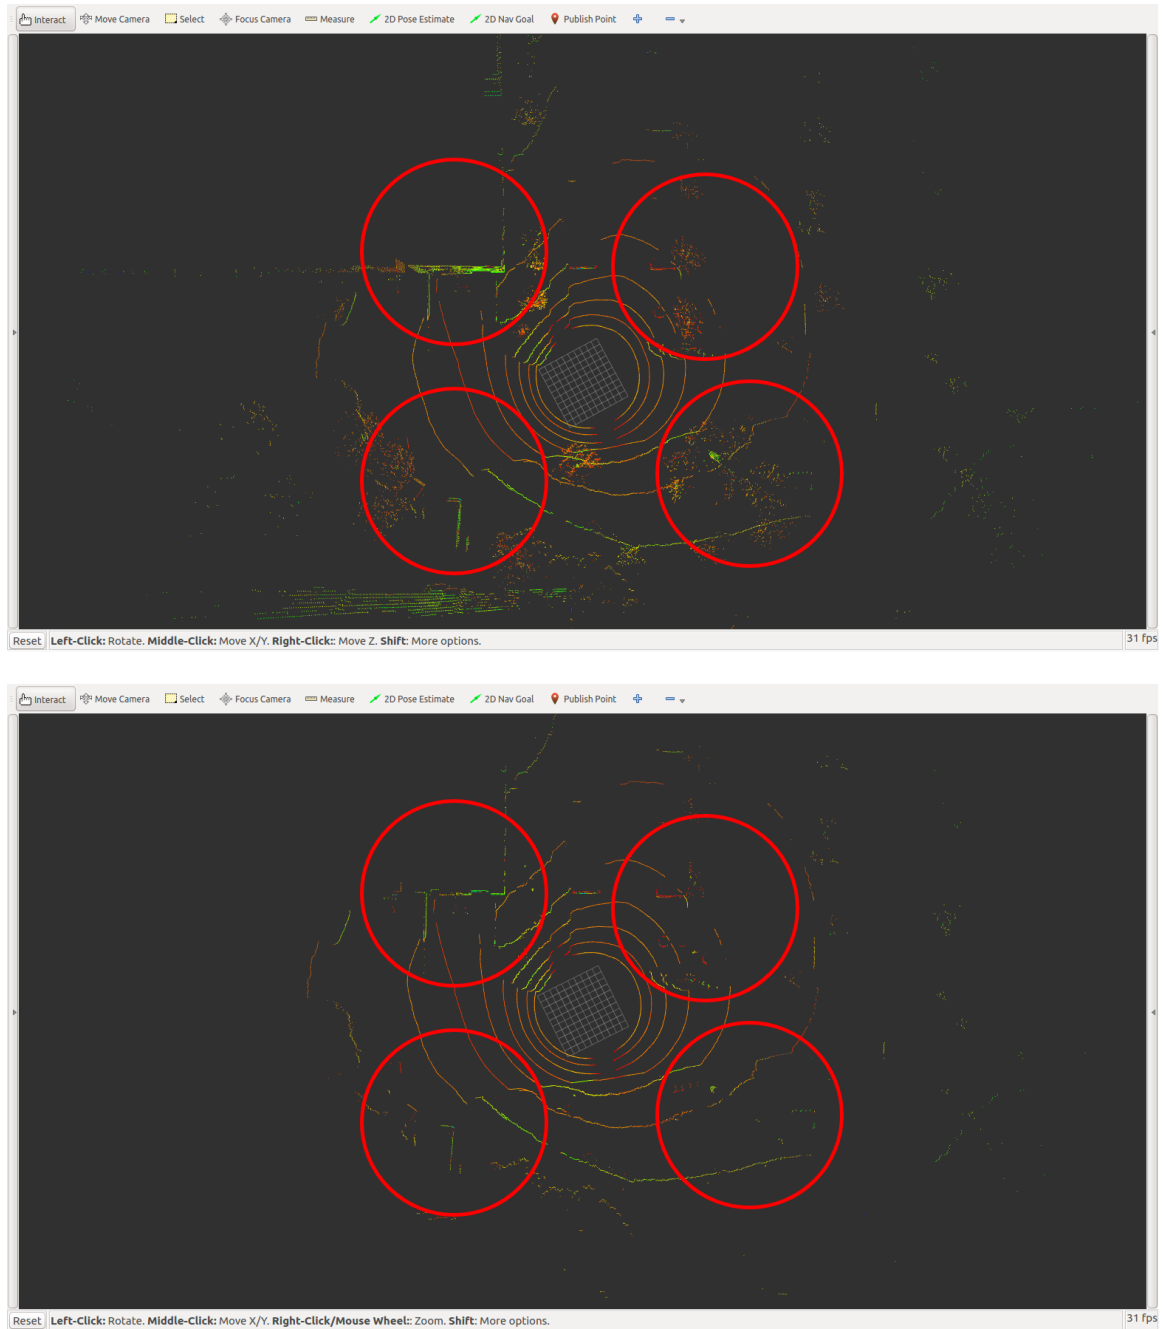 Interact Move Camera Select Focus Camera Measure 2D Pose Estimate 2D Nav Goal Publish Point
Reset Left-Click: Rotate. Middle-Click: Move X/Y. Right-Click:: Move Z. Shift: More options. 31 fps
Interact Move Camera Select Focus Camera Measure 2D Pose Estimate 2D Nav Goal Publish Point
Reset Left-Click: Rotate. Middle-Click: Move X/Y. Right-Click/Mouse Wheel:: Zoom. Shift: More options. 31 fps